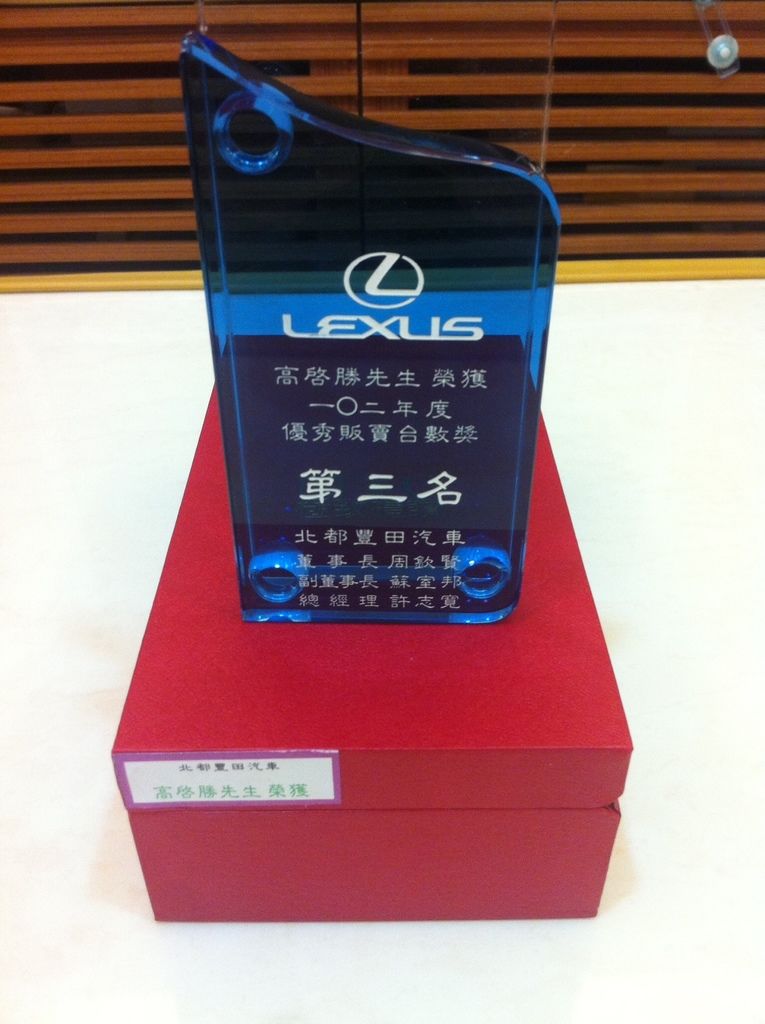 LEXUS
高啓勝先生 榮獲
一〇二年度
優秀販賣台數獎
第三名
北都豐田汽車
董事長 周欽賢
副董事長 蘇室邦
總經理 許志寬
北都豐田汽車
高啓勝先生 榮獲